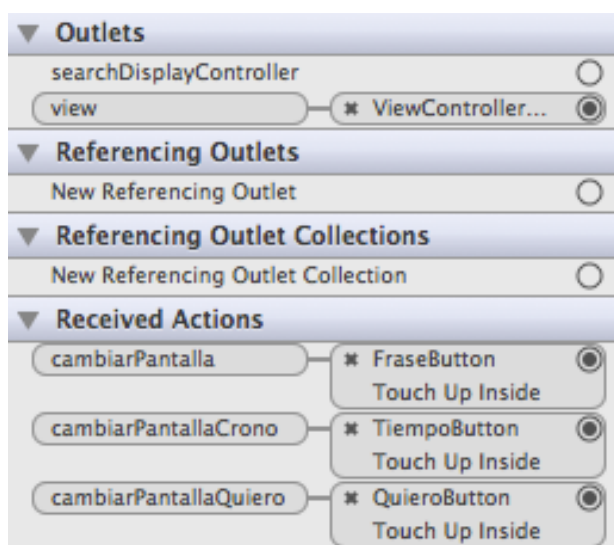 Outlets
searchDisplayController
view ViewController...
Referencing Outlets
New Referencing Outlet
Referencing Outlet Collections
New Referencing Outlet Collection
Received Actions
cambiarPantalla FraseButton
Touch Up Inside
cambiarPantallaCrono TiempoButton
Touch Up Inside
cambiarPantallaQuiero QuieroButton
Touch Up Inside